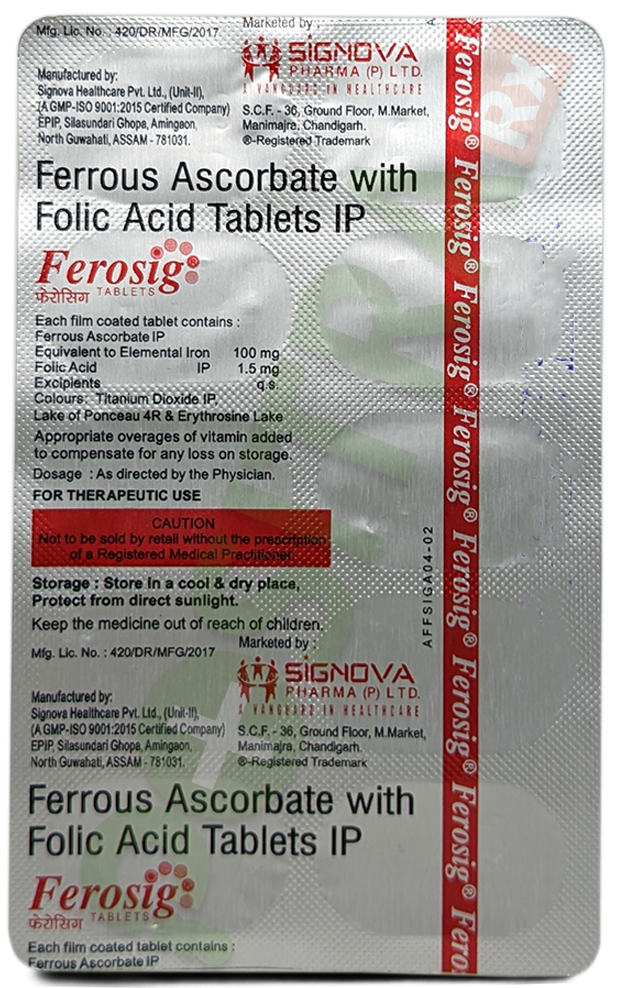 Mfg. Lic. No. : 420/DR/MFG/2017
Manufactured by:
Signova Healthcare Pvt. Ltd., (Unit-II),
(A GMP-ISO 9001:2015 Certified Company)
EPIP, Silasundari Ghopa, Amingaon,
North Guwahati, ASSAM - 781031.
Marketed by :
SIGNOVA
PHARMA (P) LTD.
A VANGUARD IN HEALTHCARE
S.C.F. - 36, Ground Floor, M.Market,
Manimajra, Chandigarh.
®-Registered Trademark
Ferrous Ascorbate with
Folic Acid Tablets IP
Ferosig®
फेरोसिग TABLETS
Each film coated tablet contains :
Ferrous Ascorbate IP
Equivalent to Elemental Iron 100 mg
Folic Acid IP 1.5 mg
Excipients q.s.
Colours: Titanium Dioxide IP,
Lake of Ponceau 4R & Erythrosine Lake
Appropriate overages of vitamin added
to compensate for any loss on storage.
Dosage : As directed by the Physician.
FOR THERAPEUTIC USE
CAUTION
Not to be sold by retail without the prescription
of a Registered Medical Practitioner.
Storage : Store in a cool & dry place,
Protect from direct sunlight.
Keep the medicine out of reach of children.
Mfg. Lic. No. : 420/DR/MFG/2017
Manufactured by:
Signova Healthcare Pvt. Ltd., (Unit-II),
(A GMP-ISO 9001:2015 Certified Company)
EPIP, Silasundari Ghopa, Amingaon,
North Guwahati, ASSAM - 781031.
Marketed by :
SIGNOVA
PHARMA (P) LTD.
A VANGUARD IN HEALTHCARE
S.C.F. - 36, Ground Floor, M.Market,
Manimajra, Chandigarh.
®-Registered Trademark
Ferrous Ascorbate with
Folic Acid Tablets IP
Ferosig®
फेरोसिग TABLETS
Each film coated tablet contains :
Ferrous Ascorbate IP
AFFSIGA04-02
A
Ferosig® Ferosig® Ferosig® Ferosig® Ferosig® Ferosig® Ferosig® Feros
Rx